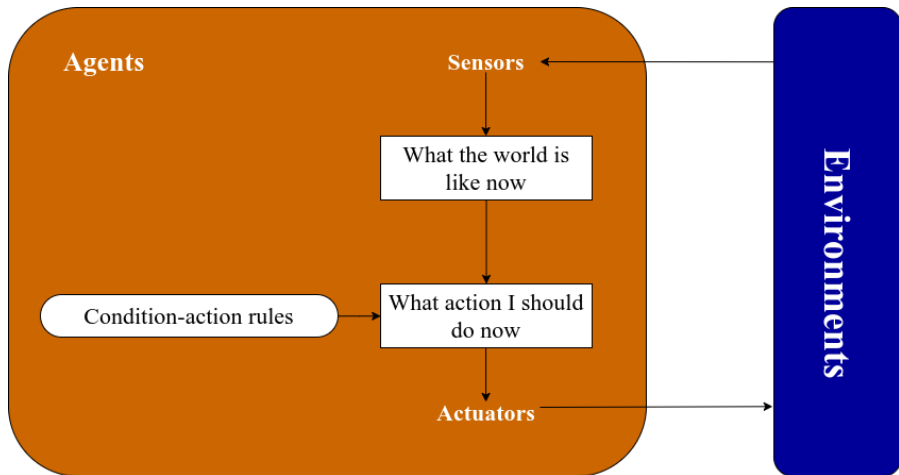 Agents
Sensors
What the world is
like now
Condition-action rules
What action I should
do now
Actuators
Environments